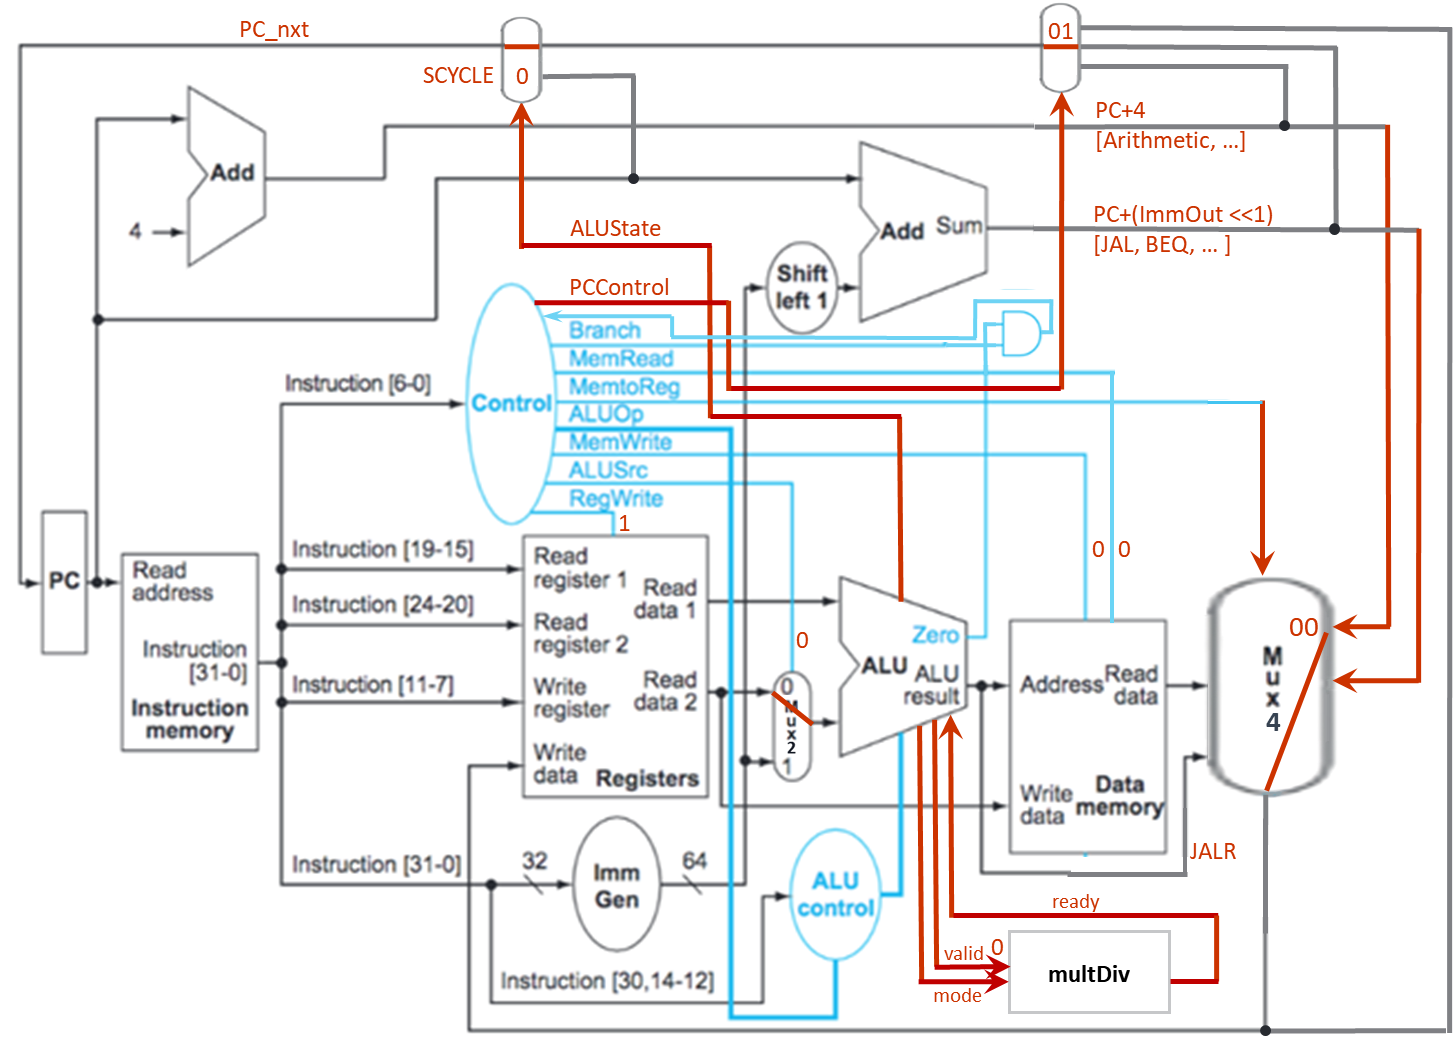 PC_nxt
SCYCLE
0
01
PC+4
[Arithmetic, ...]
Add
4
ALUState
Add Sum
PC+(ImmOut <<1)
[JAL, BEQ, ... ]
Shift
left 1
PCControl
Branch
MemRead
MemtoReg
ALUOp
MemWrite
ALUSrc
RegWrite
Control
Instruction [6-0]
1
0 0
PC
Read
address
Instruction
[31-0]
Instruction
memory
Instruction [19-15]
Instruction [24-20]
Instruction [11-7]
Instruction [31-0]
Read
register 1
Read
register 2
Write
register
Write
data
Read
data 1
Read
data 2
Registers
0
0
M
u
x
2
1
ALU
Zero
ALU
result
Address
Read
data
Write
data
Data
memory
00
M
u
x
4
JALR
32
Imm
Gen
64
ALU
control
Instruction [30,14-12]
ready
valid 0
mode
multDiv